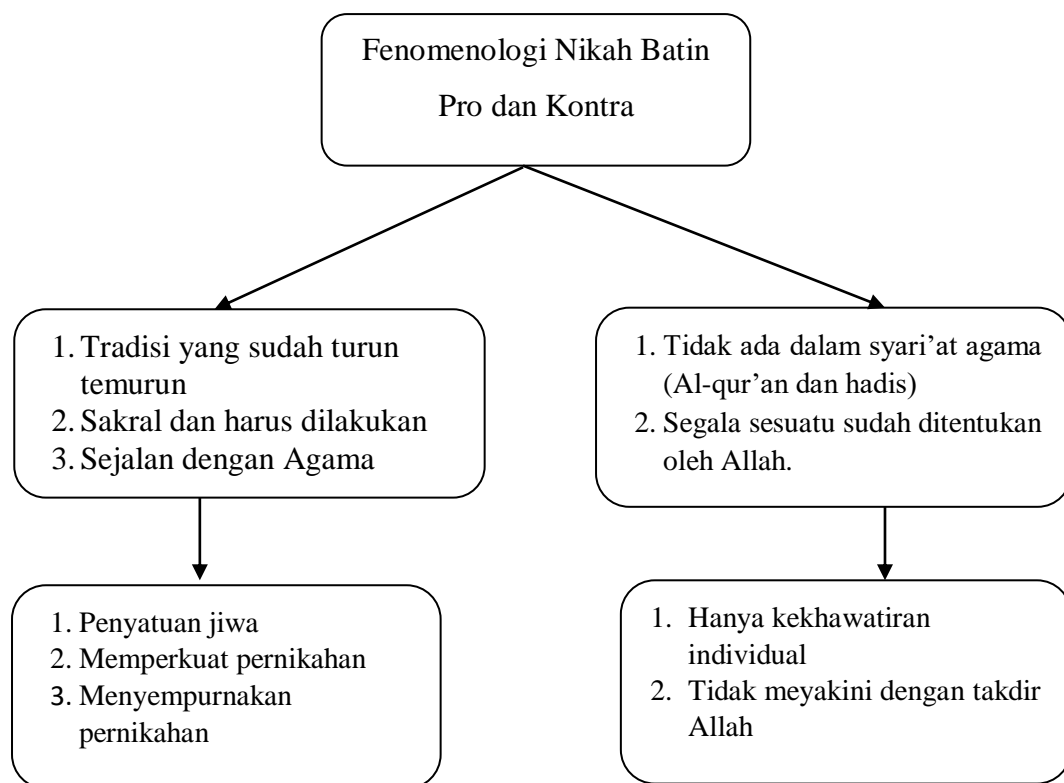 Fenomenologi Nikah Batin
Pro dan Kontra
1. Tradisi yang sudah turun
temurun
2. Sakral dan harus dilakukan
3. Sejalan dengan Agama
1. Tidak ada dalam syari’at agama
(Al-qur’an dan hadis)
2. Segala sesuatu sudah ditentukan
oleh Allah.
1. Penyatuan jiwa
2. Memperkuat pernikahan
3. Menyempurnakan
pernikahan
1. Hanya kekhawatiran
individual
2. Tidak meyakini dengan takdir
Allah